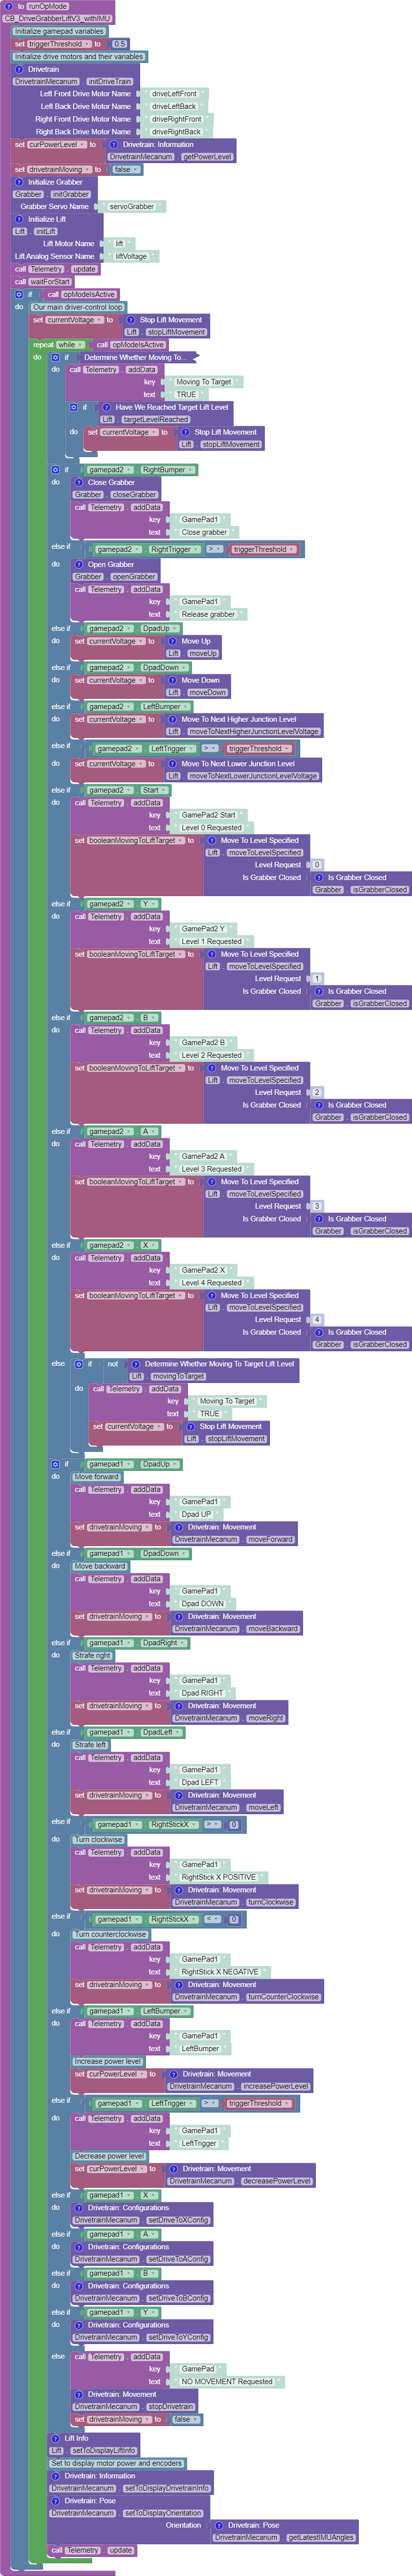 to runOpMode
CB_DriveGrabberLiftV3_withIMU
Initialize gamepad variables
set triggerThreshold to 0.5
Initialize drive motors and their variables
Drivetrain
DrivetrainMecanum . initDriveTrain
Left Front Drive Motor Name " driveLeftFront "
Left Back Drive Motor Name " driveLeftBack "
Right Front Drive Motor Name " driveRightFront "
Right Back Drive Motor Name " driveRightBack "
set curPowerLevel to Drivetrain: Information
DrivetrainMecanum . getPowerLevel
set drivetrainMoving to false
Initialize Grabber
Grabber . initGrabber
Grabber Servo Name " servoGrabber "
Initialize Lift
Lift . initLift
Lift Motor Name " lift "
Lift Analog Sensor Name " liftVoltage "
call Telemetry . update
call waitForStart
if call opModeIsActive
do Our main driver-control loop
set currentVoltage to Stop Lift Movement
Lift . stopLiftMovement
repeat while call opModeIsActive
do if Determine Whether Moving To...
do call Telemetry . addData
key " Moving To Target "
text " TRUE "
if Have We Reached Target Lift Level
Lift . targetLevelReached
do set currentVoltage to Stop Lift Movement
Lift . stopLiftMovement
if gamepad2 . RightBumper
do Close Grabber
Grabber . closeGrabber
call Telemetry . addData
key " GamePad1 "
text " Close grabber "
else if gamepad2 . RightTrigger > triggerThreshold
do Open Grabber
Grabber . openGrabber
call Telemetry . addData
key " GamePad1 "
text " Release grabber "
else if gamepad2 . DpadUp
do set currentVoltage to Move Up
Lift . moveUp
else if gamepad2 . DpadDown
do set currentVoltage to Move Down
Lift . moveDown
else if gamepad2 . LeftBumper
do set currentVoltage to Move To Next Higher Junction Level
Lift . moveToNextHigherJunctionLevelVoltage
else if gamepad2 . LeftTrigger > triggerThreshold
do set currentVoltage to Move To Next Lower Junction Level
Lift . moveToNextLowerJunctionLevelVoltage
else if gamepad2 . Start
do call Telemetry . addData
key " GamePad2 Start "
text " Level 0 Requested "
set booleanMovingToLiftTarget to Move To Level Specified
Lift . moveToLevelSpecified
Level Request 0
Is Grabber Closed Is Grabber Closed
Grabber . isGrabberClosed
else if gamepad2 . Y
do call Telemetry . addData
key " GamePad2 Y "
text " Level 1 Requested "
set booleanMovingToLiftTarget to Move To Level Specified
Lift . moveToLevelSpecified
Level Request 1
Is Grabber Closed Is Grabber Closed
Grabber . isGrabberClosed
else if gamepad2 . B
do call Telemetry . addData
key " GamePad2 B "
text " Level 2 Requested "
set booleanMovingToLiftTarget to Move To Level Specified
Lift . moveToLevelSpecified
Level Request 2
Is Grabber Closed Is Grabber Closed
Grabber . isGrabberClosed
else if gamepad2 . A
do call Telemetry . addData
key " GamePad2 A "
text " Level 3 Requested "
set booleanMovingToLiftTarget to Move To Level Specified
Lift . moveToLevelSpecified
Level Request 3
Is Grabber Closed Is Grabber Closed
Grabber . isGrabberClosed
else if gamepad2 . X
do call Telemetry . addData
key " GamePad2 X "
text " Level 4 Requested "
set booleanMovingToLiftTarget to Move To Level Specified
Lift . moveToLevelSpecified
Level Request 4
Is Grabber Closed Is Grabber Closed
Grabber . isGrabberClosed
else if not Determine Whether Moving To Target Lift Level
Lift . movingToTarget
do call Telemetry . addData
key " Moving To Target "
text " TRUE "
set currentVoltage to Stop Lift Movement
Lift . stopLiftMovement
if gamepad1 . DpadUp
do Move forward
call Telemetry . addData
key " GamePad1 "
text " Dpad UP "
set drivetrainMoving to Drivetrain: Movement
DrivetrainMecanum . moveForward
else if gamepad1 . DpadDown
do Move backward
call Telemetry . addData
key " GamePad1 "
text " Dpad DOWN "
set drivetrainMoving to Drivetrain: Movement
DrivetrainMecanum . moveBackward
else if gamepad1 . DpadRight
do Strafe right
call Telemetry . addData
key " GamePad1 "
text " Dpad RIGHT "
set drivetrainMoving to Drivetrain: Movement
DrivetrainMecanum . moveRight
else if gamepad1 . DpadLeft
do Strafe left
call Telemetry . addData
key " GamePad1 "
text " Dpad LEFT "
set drivetrainMoving to Drivetrain: Movement
DrivetrainMecanum . moveLeft
else if gamepad1 . RightStickX > 0
do Turn clockwise
call Telemetry . addData
key " GamePad1 "
text " RightStick X POSITIVE "
set drivetrainMoving to Drivetrain: Movement
DrivetrainMecanum . turnClockwise
else if gamepad1 . RightStickX < 0
do Turn counterclockwise
call Telemetry . addData
key " GamePad1 "
text " RightStick X NEGATIVE "
set drivetrainMoving to Drivetrain: Movement
DrivetrainMecanum . turnCounterClockwise
else if gamepad1 . LeftBumper
do call Telemetry . addData
key " GamePad1 "
text " LeftBumper "
Increase power level
set curPowerLevel to Drivetrain: Movement
DrivetrainMecanum . increasePowerLevel
else if gamepad1 . LeftTrigger > triggerThreshold
do call Telemetry . addData
key " GamePad1 "
text " LeftTrigger "
Decrease power level
set curPowerLevel to Drivetrain: Movement
DrivetrainMecanum . decreasePowerLevel
else if gamepad1 . X
do Drivetrain: Configurations
DrivetrainMecanum . setDriveToXConfig
else if gamepad1 . A
do Drivetrain: Configurations
DrivetrainMecanum . setDriveToAConfig
else if gamepad1 . B
do Drivetrain: Configurations
DrivetrainMecanum . setDriveToBConfig
else if gamepad1 . Y
do Drivetrain: Configurations
DrivetrainMecanum . setDriveToYConfig
else call Telemetry . addData
key " GamePad "
text " NO MOVEMENT Requested "
Drivetrain: Movement
DrivetrainMecanum . stopDrivetrain
set drivetrainMoving to false
Lift Info
Lift . setToDisplayLiftInfo
Set to display motor power and encoders
Drivetrain: Information
DrivetrainMecanum . setToDisplayDrivetrainInfo
Drivetrain: Pose
DrivetrainMecanum . setToDisplayOrientation
Orientation Drivetrain: Pose
DrivetrainMecanum . getLatestIMUAngles
call Telemetry . update